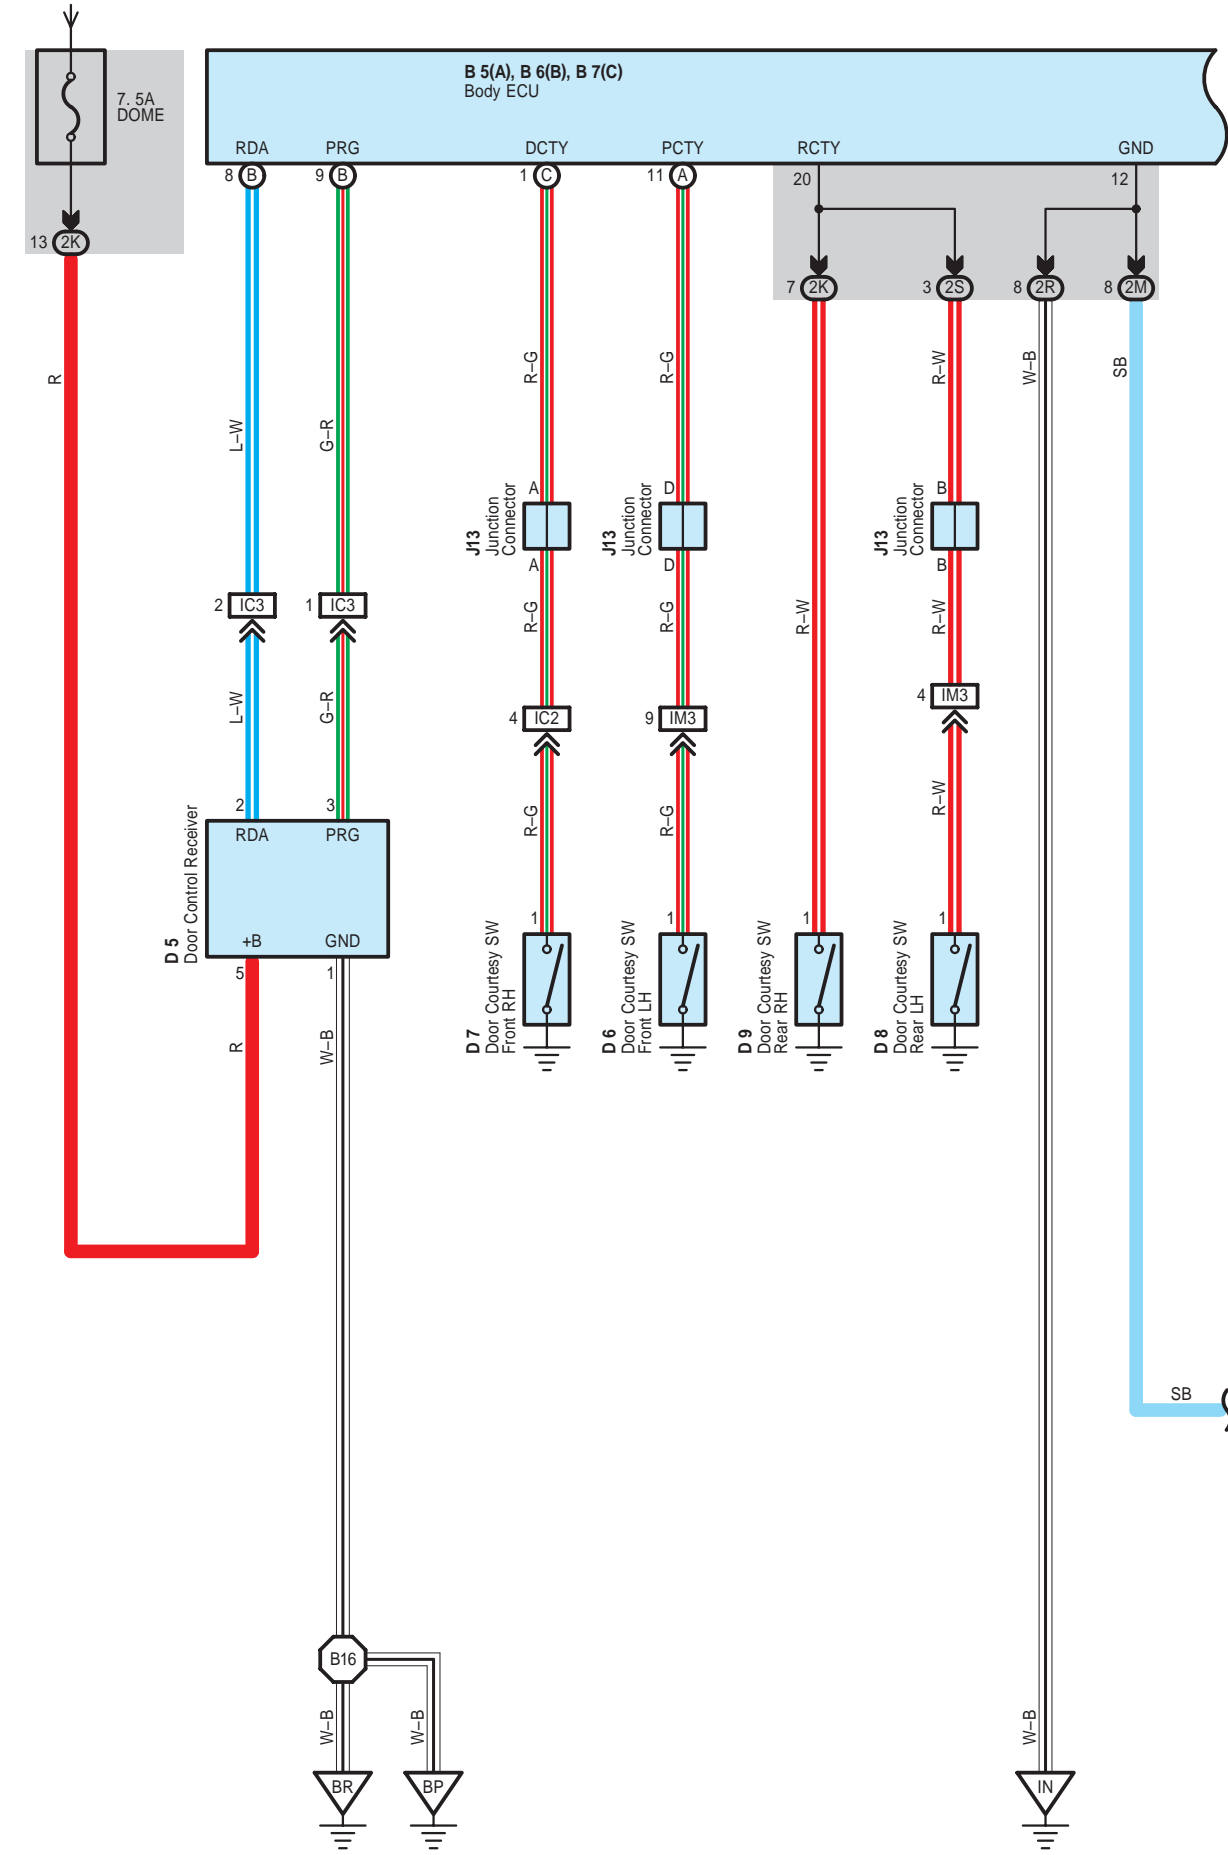 7. 5A
DOME
13 2K
B 5(A), B 6(B), B 7(C)
Body ECU
RDA PRG DCTY PCTY RCTY GND
8 B 9 B 1 C 11 A 20 12
7 2K 3 2S 8 2R 8 2M
R
L–W
G–R
R–G
R–G
R–W
W–B
SB
A D B
J13
Junction
Connector
J13
Junction
Connector
J13
Junction
Connector
A D B
2 IC3 1 IC3
R–G
R–G
R–W
R–W
L–W
G–R
4 IC2 9 IM3 4 IM3
R–G
R–G
R–W
2 3
RDA PRG
D 5
Door Control Receiver
+B GND
5 1
1 1 1 1
D 7
Door Courtesy SW
Front RH
D 6
Door Courtesy SW
Front LH
D 9
Door Courtesy SW
Rear RH
D 8
Door Courtesy SW
Rear LH
R
W–B
SB
B16
W–B
W–B
W–B
BR BP IN